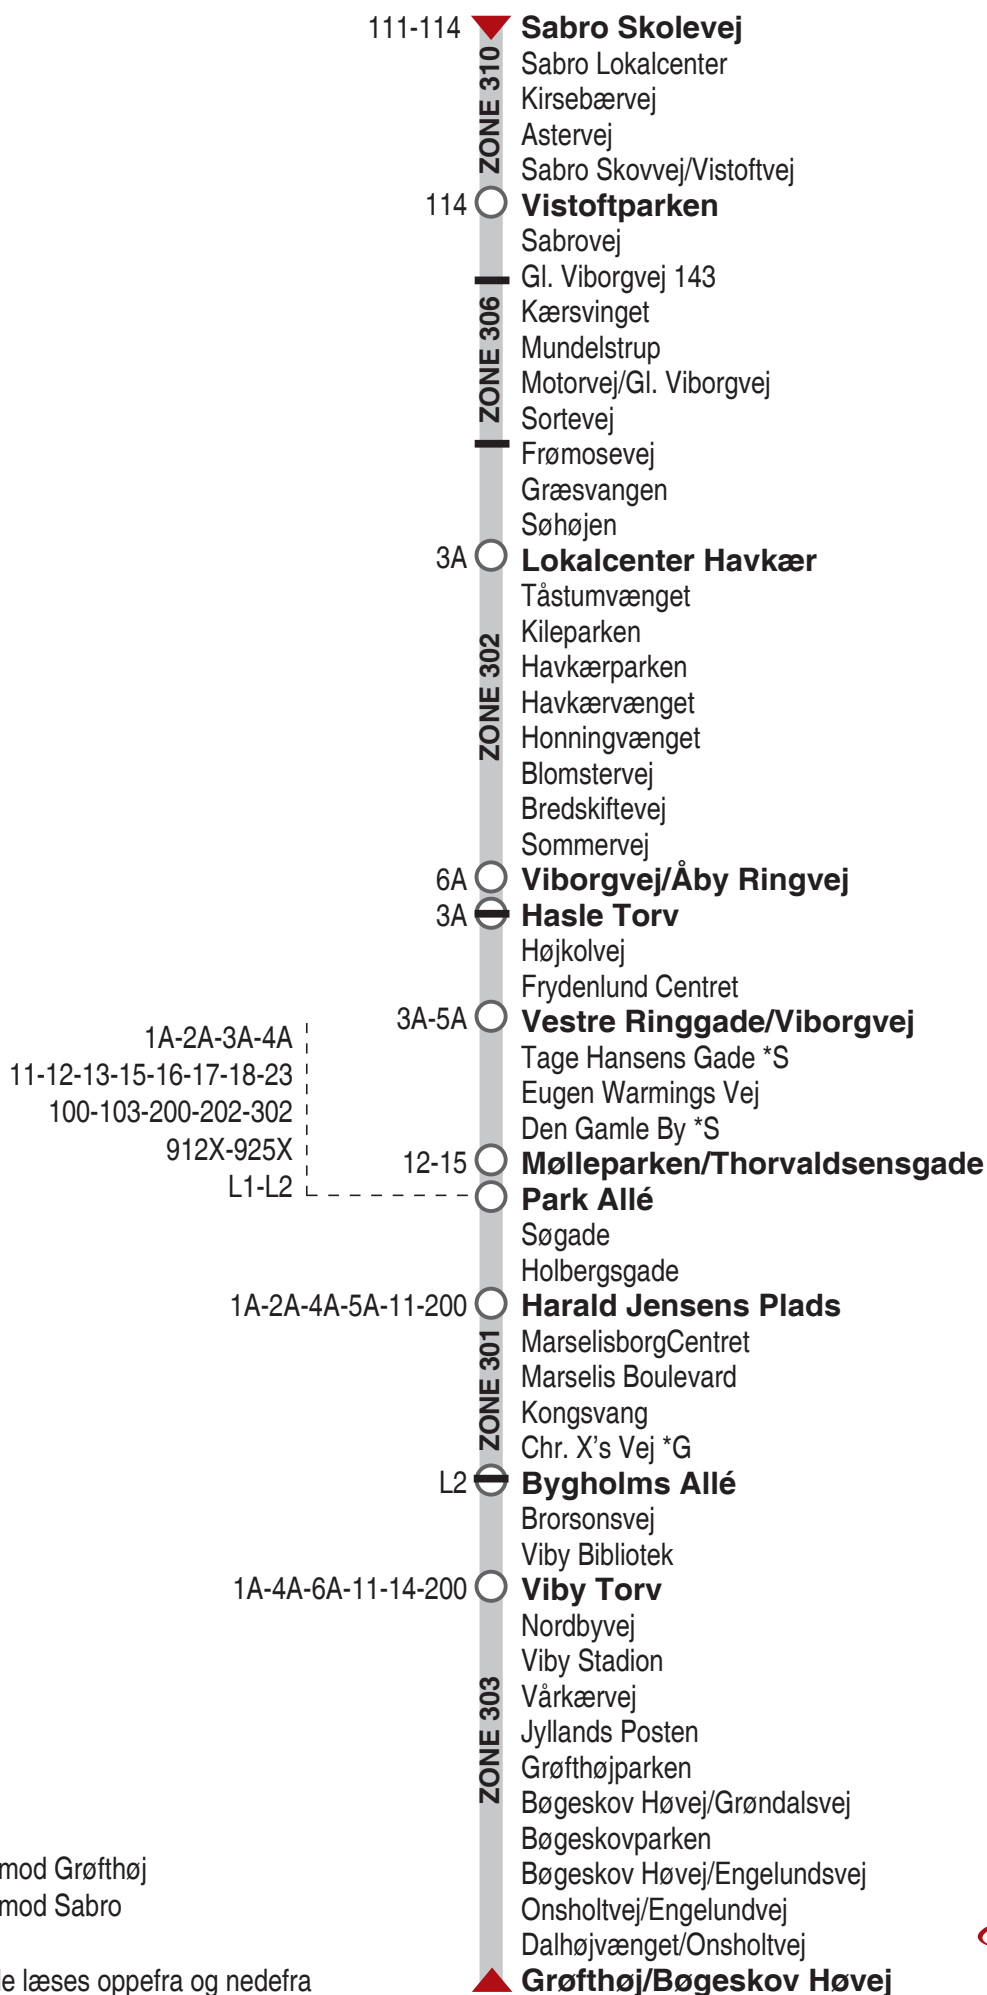 111-114 Sabro Skolevej
ZONE 310
Sabro Lokalcenter
Kirsebærvej
Astervej
Sabro Skovvej/Vistoftvej
114 Vistoftparken
Sabrovej
Gl. Viborgvej 143
ZONE 306
Kærsvinget
Mundelstrup
Motorvej/Gl. Viborgvej
Sortevej
Frømosevej
Græsvangen
Søhøjen
3A Lokalcenter Havkær
ZONE 302
Tåstumvænget
Kileparken
Havkærparken
Havkærvænget
Honningvænget
Blomstervej
Bredskiftevej
Sommervej
6A Viborgvej/Åby Ringvej
3A Hasle Torv
Højkolvej
Frydenlund Centret
3A-5A Vestre Ringgade/Viborgvej
Tage Hansens Gade *S
Eugen Warmings Vej
Den Gamle By *S
12-15 Mølleparken/Thorvaldsensgade
1A-2A-3A-4A
11-12-13-15-16-17-18-23
100-103-200-202-302
912X-925X
L1-L2
Park Allé
Søgade
Holbergsgade
1A-2A-4A-5A-11-200 Harald Jensens Plads
ZONE 301
MarselisborgCentret
Marselis Boulevard
Kongsvang
Chr. X's Vej *G
L2 Bygholms Allé
Brorsonsvej
Viby Bibliotek
1A-4A-6A-11-14-200 Viby Torv
ZONE 303
Nordbyvej
Viby Stadion
Vårkærvej
Jyllands Posten
Grøfthøjparken
Bøgeskov Høvej/Grøndalsvej
Bøgeskovparken
Bøgeskov Høvej/Engelundsvej
Onsholtvej/Engelundvej
Dalhøjvænget/Onsholtvej
Grøfthøj/Bøgeskov Høvej
mod Grøfthøj
mod Sabro
læses oppefra og nedefra